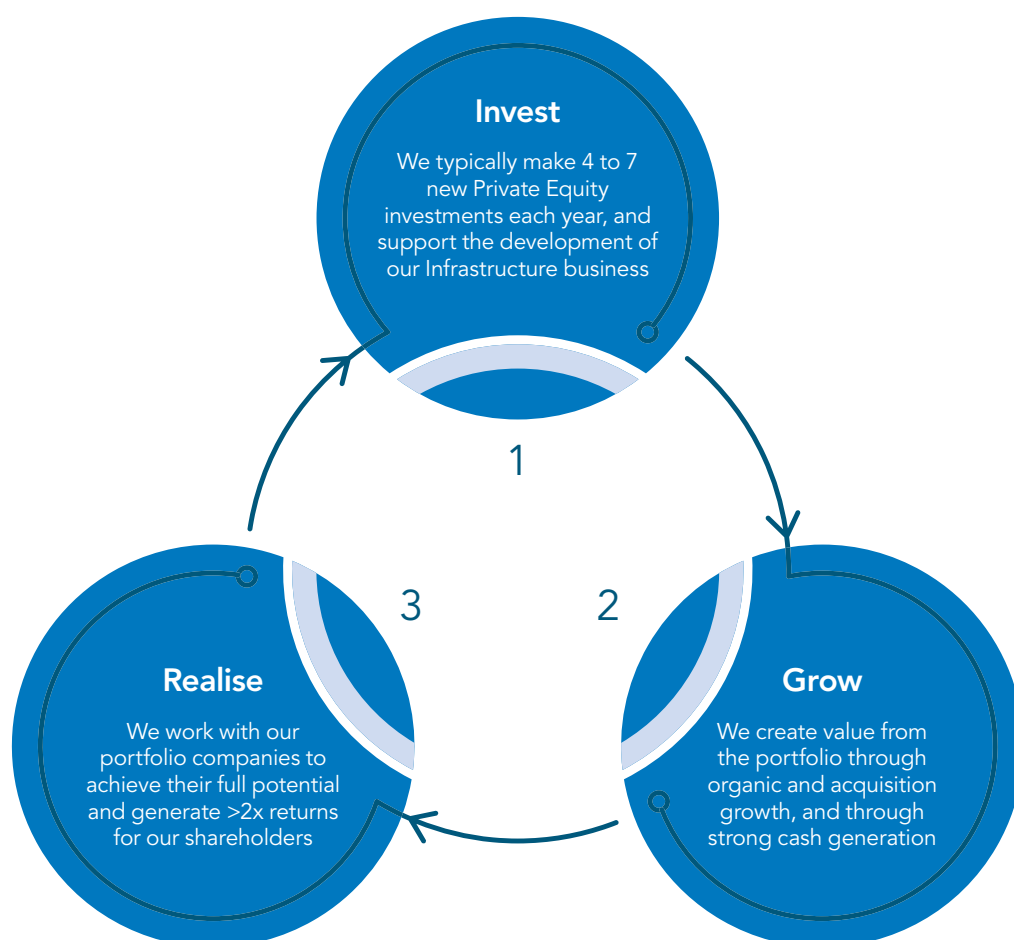 Invest
We typically make 4 to 7
new Private Equity
investments each year, and
support the development of
our Infrastructure business
1
2
Grow
We create value from
the portfolio through
organic and acquisition
growth, and through
strong cash generation
3
Realise
We work with our
portfolio companies to
achieve their full potential
and generate >2x returns
for our shareholders